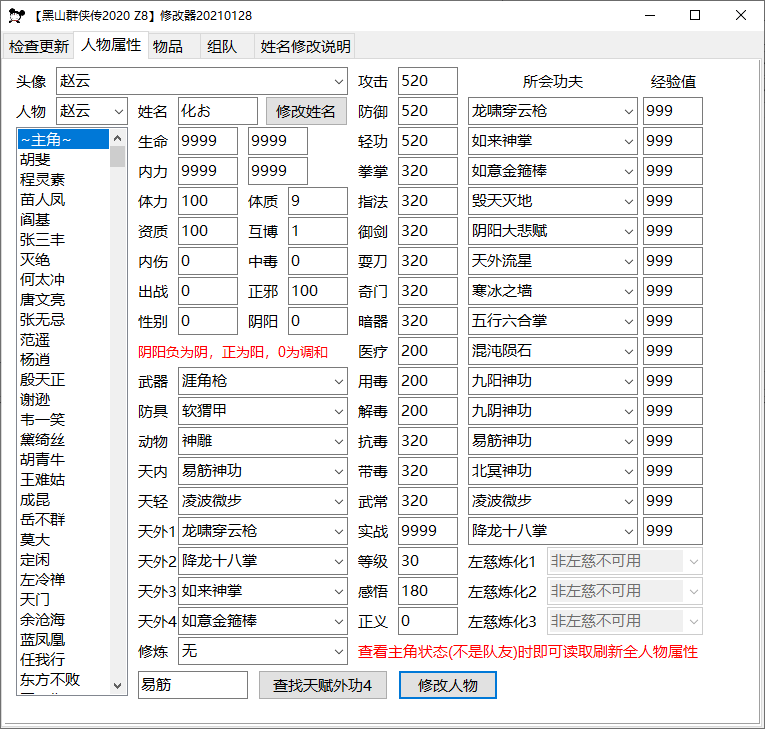 【黑山群侠传2020 Z8】修改器20210128
检查更新 人物属性 物品 组队 姓名修改说明
头像 赵云 攻击 520 所会功夫 经验值
人物 赵云 姓名 化お 修改姓名 防御 520 龙啸穿云枪 999
~主角~ 生命 9999 9999 轻功 520 如来神掌 999
胡斐
程灵素 内力 9999 9999 拳掌 320 如意金箍棒 999
苗人凤 体力 100 体质 9 指法 320 毁天灭地 999
阎基
张三丰 资质 100 互博 1 御剑 320 阴阳大悲赋 999
灭绝 内伤 0 中毒 0 耍刀 320 天外流星 999
何太冲
唐文亮 出战 0 正邪 100 奇门 320 寒冰之墙 999
张无忌 性别 0 阴阳 0 暗器 320 五行六合掌 999
范遥
杨逍 阴阳负为阴，正为阳，0为调和 医疗 200 混沌陨石 999
殷天正 武器 涯角枪 用毒 200 九阳神功 999
谢逊
韦一笑 防具 软猬甲 解毒 200 九阴神功 999
黛绮丝 动物 神雕 抗毒 320 易筋神功 999
胡青牛
王难姑 天内 易筋神功 带毒 320 北冥神功 999
成昆 天轻 凌波微步 武常 320 凌波微步 999
岳不群
莫大 天外1 龙啸穿云枪 实战 9999 降龙十八掌 999
定闲 天外2 降龙十八掌 等级 30 左慈炼化1 非左慈不可用
左冷禅
天门 天外3 如来神掌 感悟 180 左慈炼化2 非左慈不可用
余沧海 天外4 如意金箍棒 正义 0 左慈炼化3 非左慈不可用
蓝凤凰
任我行 修炼 无 查看主角状态(不是队友)时即可读取刷新全人物属性
东方不败 易筋 查找天赋外功4 修改人物